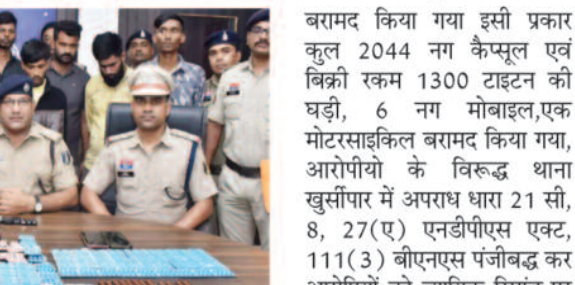 बरामद किया गया इसी प्रकार
कुल 2044 नग कैप्सूल एवं
बिक्री रकम 1300 टाइटन की
घड़ी, 6 नग मोबाइल,एक
मोटरसाइकिल बरामद किया गया,
आरोपीयो के विरूद्ध थाना
खुर्सीपार में अपराध धारा 21 सी,
8, 27(ए) एनडीपीएस एक्ट,
111(3) बीएनएस पंजीबद्ध कर